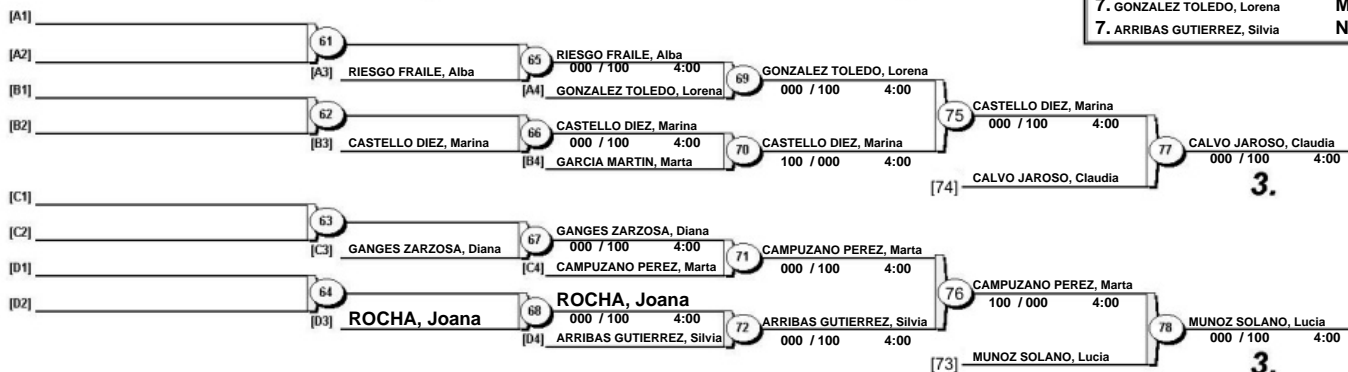 7. GONZALEZ TOLEDO, Lorena M
7. ARRIBAS GUTIERREZ, Silvia N
[A1]
61
[A2]
[A3] RIESGO FRAILE, Alba
65
RIESGO FRAILE, Alba
000 / 100 4:00
[A4] GONZALEZ TOLEDO, Lorena
69
GONZALEZ TOLEDO, Lorena
000 / 100 4:00
[B1]
62
[B2]
[B3] CASTELLO DIEZ, Marina
66
CASTELLO DIEZ, Marina
000 / 100 4:00
[B4] GARCIA MARTIN, Marta
70
CASTELLO DIEZ, Marina
100 / 000 4:00
75
CASTELLO DIEZ, Marina
000 / 100 4:00
[74] CALVO JAROSO, Claudia
77
CALVO JAROSO, Claudia
000 / 100 4:00
3.
[C1]
63
[C2]
[C3] GANGES ZARZOSA, Diana
67
GANGES ZARZOSA, Diana
000 / 100 4:00
[C4] CAMPUZANO PEREZ, Marta
71
CAMPUZANO PEREZ, Marta
000 / 100 4:00
[D1]
64
[D2]
[D3] ROCHA, Joana
68
ROCHA, Joana
000 / 100 4:00
[D4] ARRIBAS GUTIERREZ, Silvia
72
ARRIBAS GUTIERREZ, Silvia
000 / 100 4:00
76
CAMPUZANO PEREZ, Marta
100 / 000 4:00
[73] MUNOZ SOLANO, Lucia
78
MUNOZ SOLANO, Lucia
000 / 100 4:00
3.